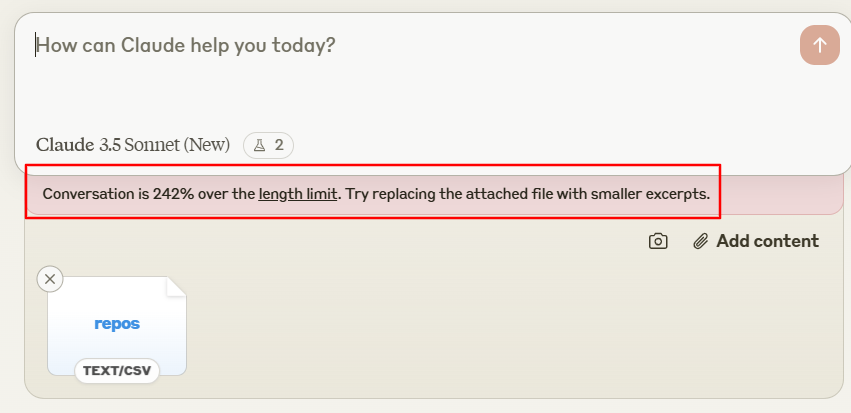 How can Claude help you today?
Claude 3.5 Sonnet (New) 2
Conversation is 242% over the length limit. Try replacing the attached file with smaller excerpts.
Add content
repos
TEXT/CSV